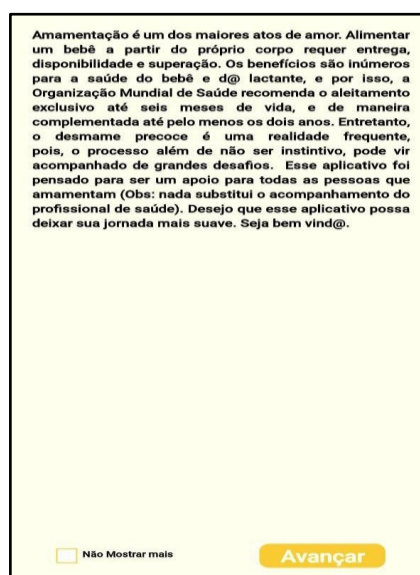 Amamentação é um dos maiores atos de amor. Alimentar
um bebê a partir do próprio corpo requer entrega,
disponibilidade e superação. Os benefícios são inúmeros
para a saúde do bebê e d@ lactante, e por isso, a
Organização Mundial de Saúde recomenda o aleitamento
exclusivo até seis meses de vida, e de maneira
complementada até pelo menos os dois anos. Entretanto,
o desmame precoce é uma realidade frequente,
pois, o processo além de não ser instintivo, pode vir
acompanhado de grandes desafios. Esse aplicativo foi
pensado para ser um apoio para todas as pessoas que
amamentam (Obs: nada substitui o acompanhamento do
profissional de saúde). Desejo que esse aplicativo possa
deixar sua jornada mais suave. Seja bem vind@.
Não Mostrar mais
Avançar